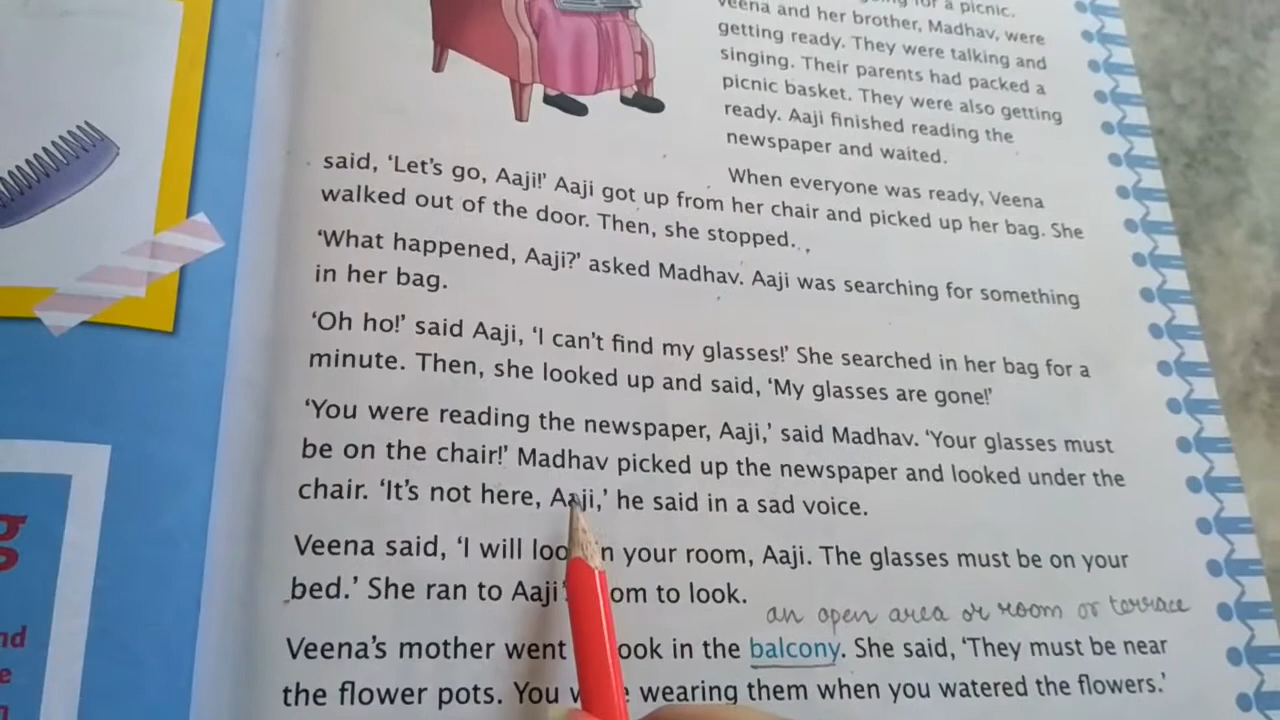 for a picnic.
Veena and her brother, Madhav, were
getting ready. They were talking and
singing. Their parents had packed a
picnic basket. They were also getting
ready. Aaji finished reading the
newspaper and waited.
When everyone was ready, Veena
said, ‘Let’s go, Aaji!’ Aaji got up from her chair and picked up her bag. She
walked out of the door. Then, she stopped.
‘What happened, Aaji?’ asked Madhav. Aaji was searching for something
in her bag.
‘Oh ho!’ said Aaji, ‘I can’t find my glasses!’ She searched in her bag for a
minute. Then, she looked up and said, ‘My glasses are gone!’
‘You were reading the newspaper, Aaji,’ said Madhav. ‘Your glasses must
be on the chair!’ Madhav picked up the newspaper and looked under the
chair. ‘It’s not here, Aaji,’ he said in a sad voice.
Veena said, ‘I will your room, Aaji. The glasses must be on your
bed.’ She ran to to look.
an open area or room or terrace
Veena’s mother went in the balcony. She said, ‘They must be near
the flower pots. You wearing them when you watered the flowers.’